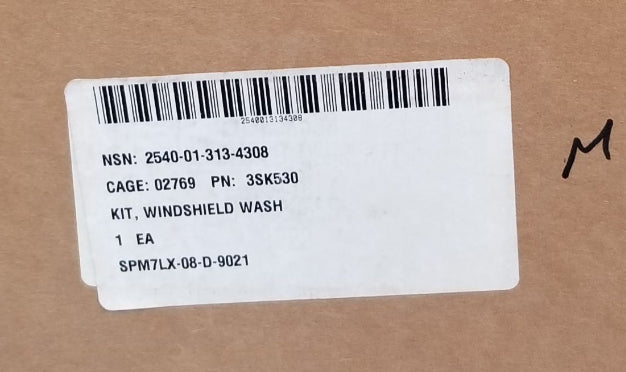 2540013134308
NSN: 2540-01-313-4308
CAGE: 02769 PN: 3SK530
KIT, WINDSHIELD WASH
1 EA
SPM7LX-08-D-9021
M